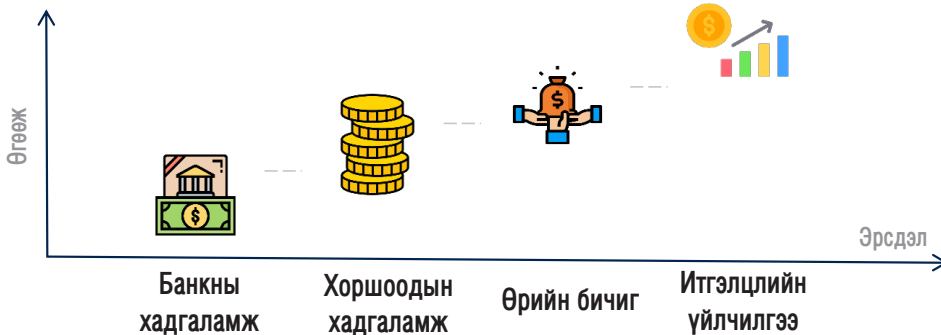 Өгөөж
Эрсдэл
Банкны
хадгаламж
Хоршоодын
хадгаламж
Өрийн бичиг
Итгэлцлийн
үйлчилгээ